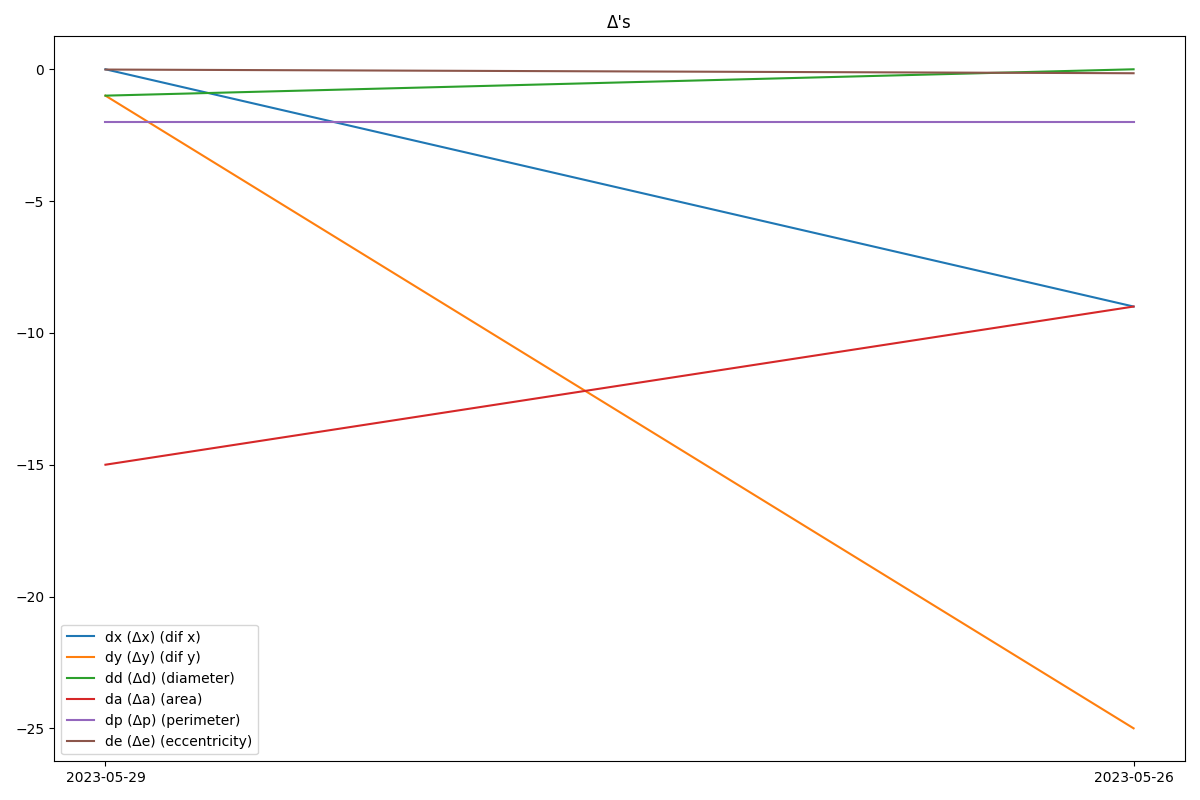 Δ's
0
−5
−10
−15
−20
−25
dx (Δx) (dif x)
dy (Δy) (dif y)
dd (Δd) (diameter)
da (Δa) (area)
dp (Δp) (perimeter)
de (Δe) (eccentricity)
2023-05-29
2023-05-26